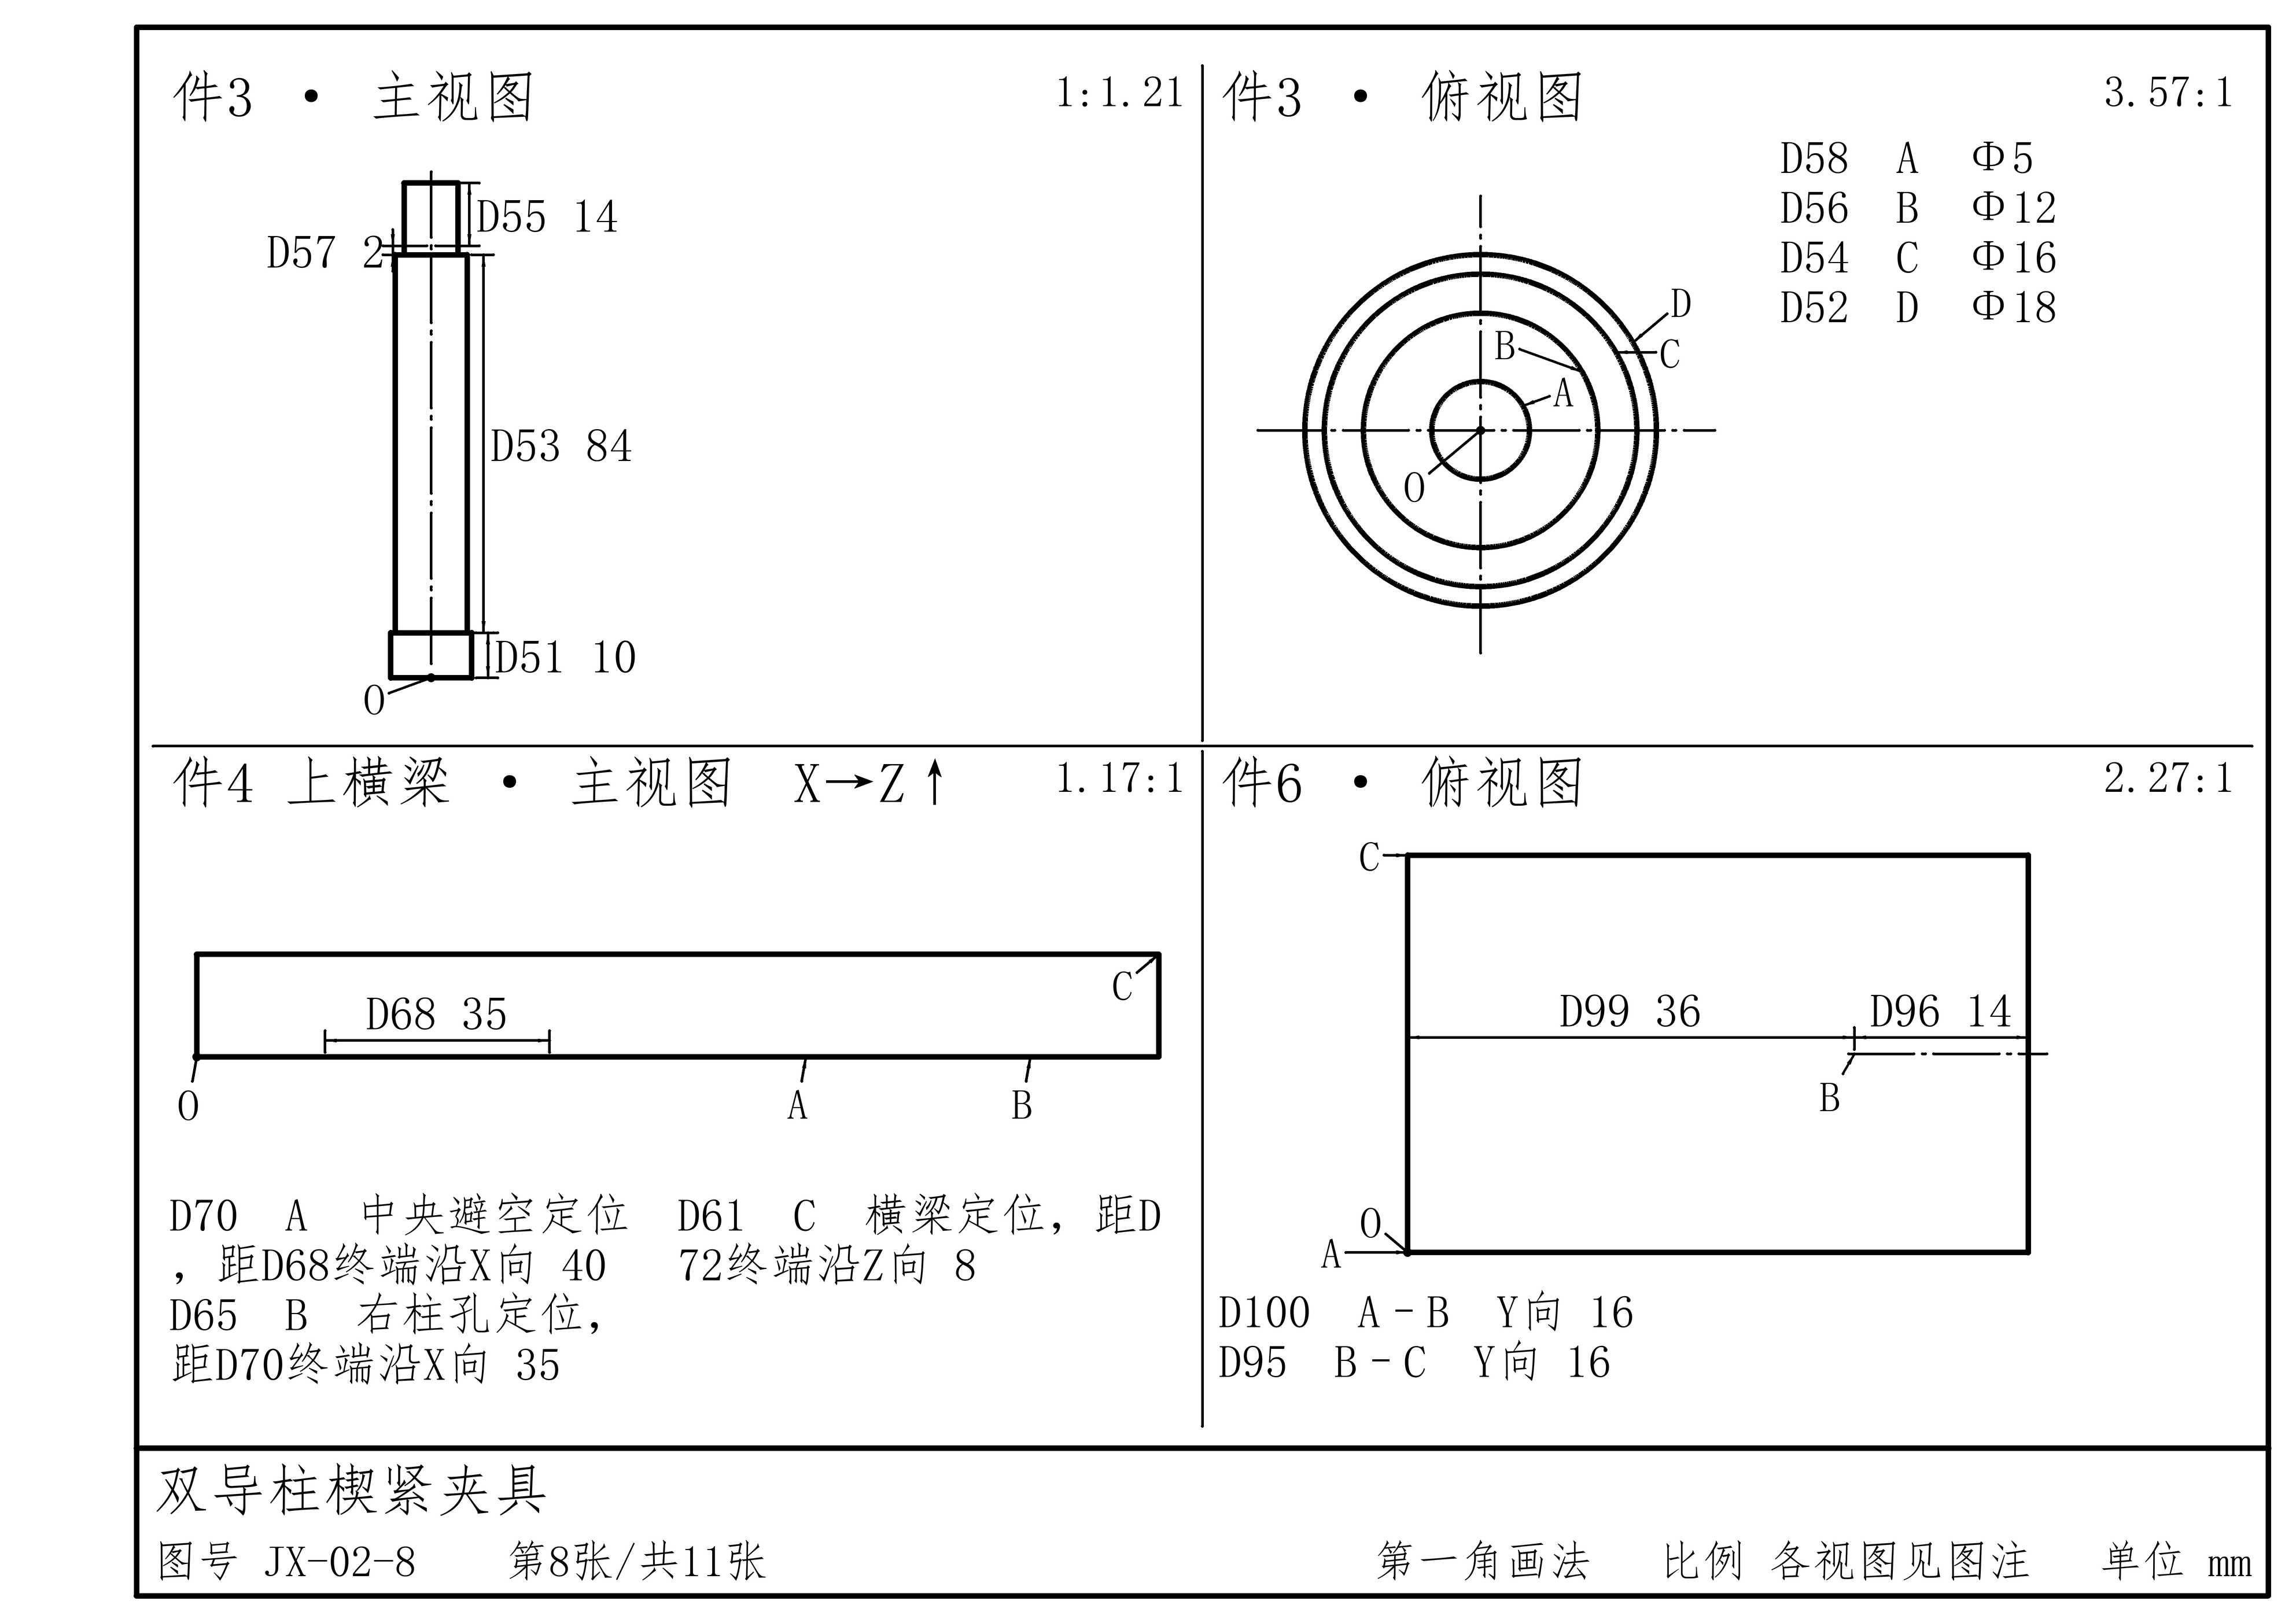 件3 • 主视图 1:1.21
D55 14
D57 2
D53 84
D51 10
O
件3 • 俯视图 3.57:1
D58 A Φ5
D56 B Φ12
D54 C Φ16
D52 D Φ18
D
B
C
A
O
件4 上横梁 • 主视图 X→Z↑ 1.17:1
C
D68 35
O
A
B
D70 A 中央避空定位
，距D68终端沿X向 40
D65 B 右柱孔定位，
距D70终端沿X向 35
D61 C 横梁定位，距D
72终端沿Z向 8
件6 • 俯视图 2.27:1
C
D99 36
D96 14
B
O
A
D100 A-B Y向 16
D95 B-C Y向 16
双导柱楔紧夹具
图号 JX-02-8 第8张/共11张 第一角画法 比例 各视图见图注 单位 mm